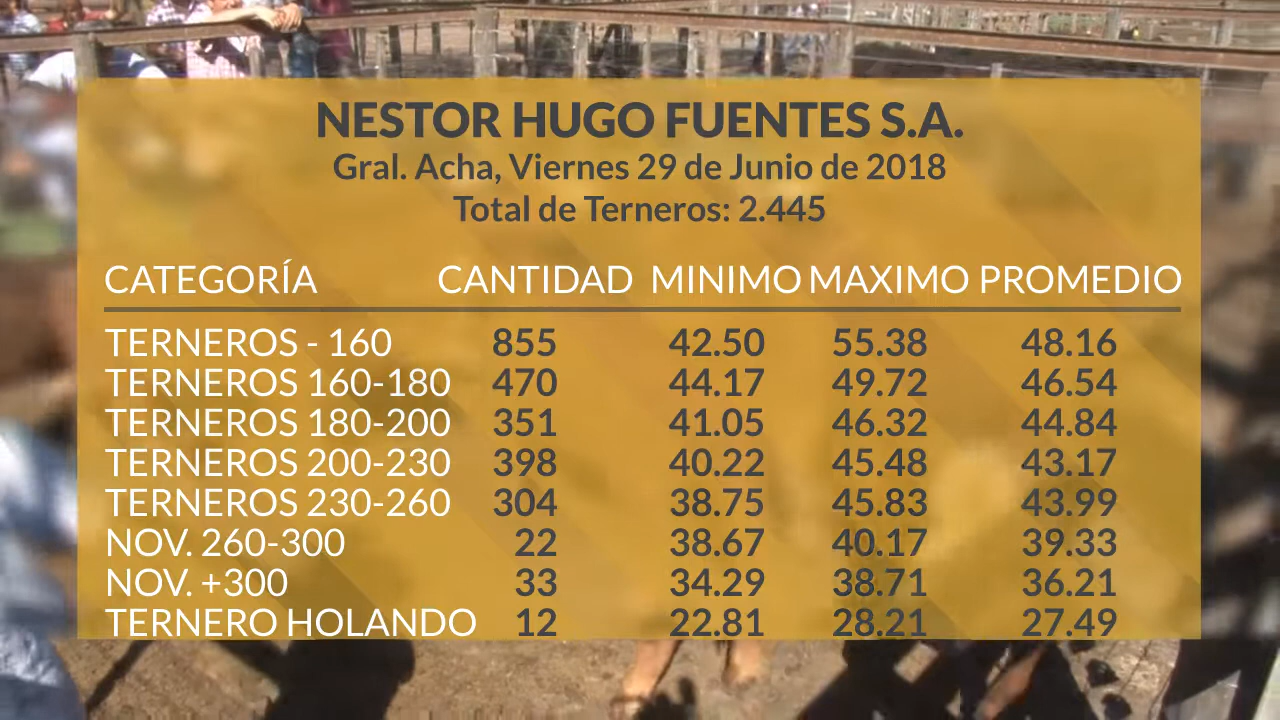 NESTOR HUGO FUENTES S.A.
Gral. Acha, Viernes 29 de Junio de 2018
Total de Terneros: 2.445
CATEGORÍA CANTIDAD MINIMO MAXIMO PROMEDIO
TERNEROS - 160 855 42.50 55.38 48.16
TERNEROS 160-180 470 44.17 49.72 46.54
TERNEROS 180-200 351 41.05 46.32 44.84
TERNEROS 200-230 398 40.22 45.48 43.17
TERNEROS 230-260 304 38.75 45.83 43.99
NOV. 260-300 22 38.67 40.17 39.33
NOV. +300 33 34.29 38.71 36.21
TERNERO HOLANDO 12 22.81 28.21 27.49